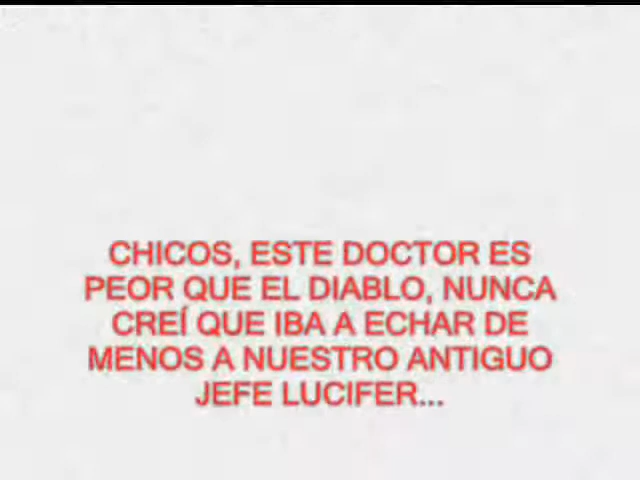 CHICOS, ESTE DOCTOR ES
PEOR QUE EL DIABLO, NUNCA
CREÍ QUE IBA A ECHAR DE
MENOS A NUESTRO ANTIGUO
JEFE LUCIFER...